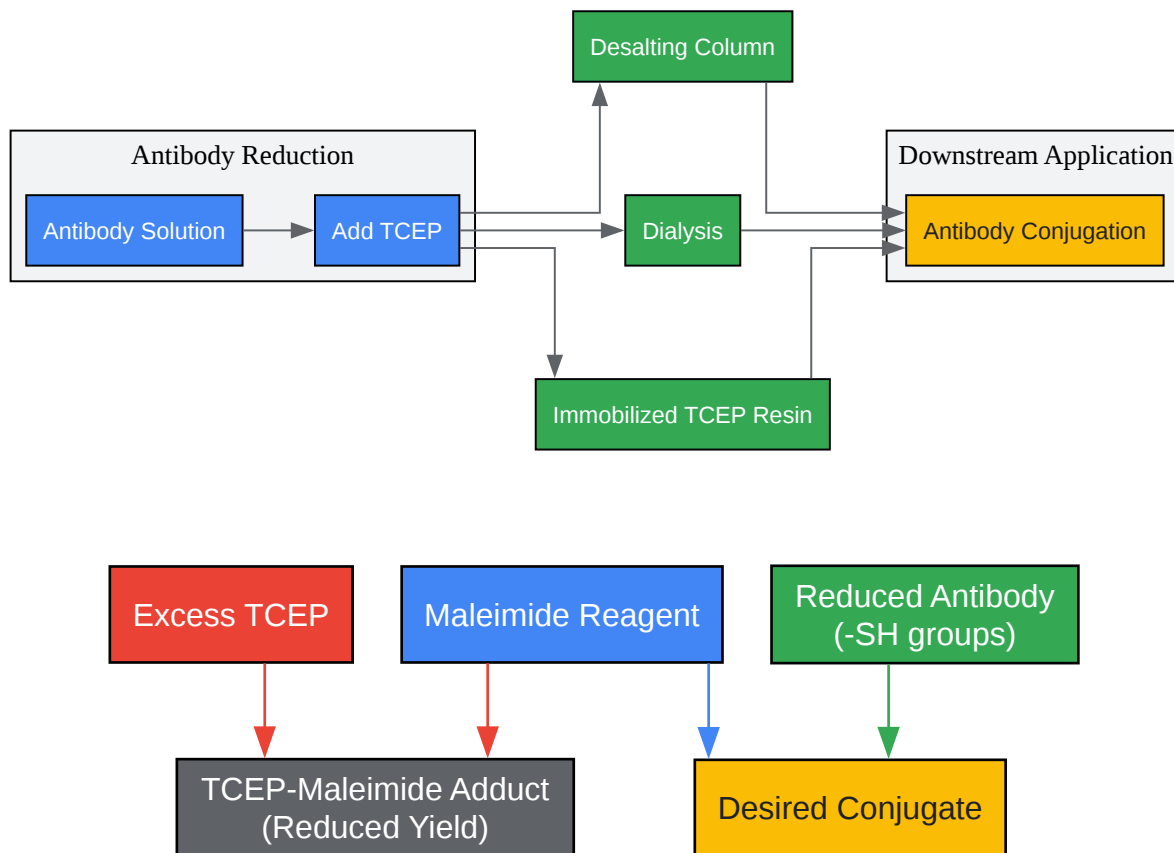 Desalting Column
Antibody Reduction
Downstream Application
Antibody Solution
Add TCEP
Dialysis
Antibody Conjugation
Immobilized TCEP Resin
Excess TCEP
Maleimide Reagent
Reduced Antibody
(-SH groups)
TCEP-Maleimide Adduct
(Reduced Yield)
Desired Conjugate